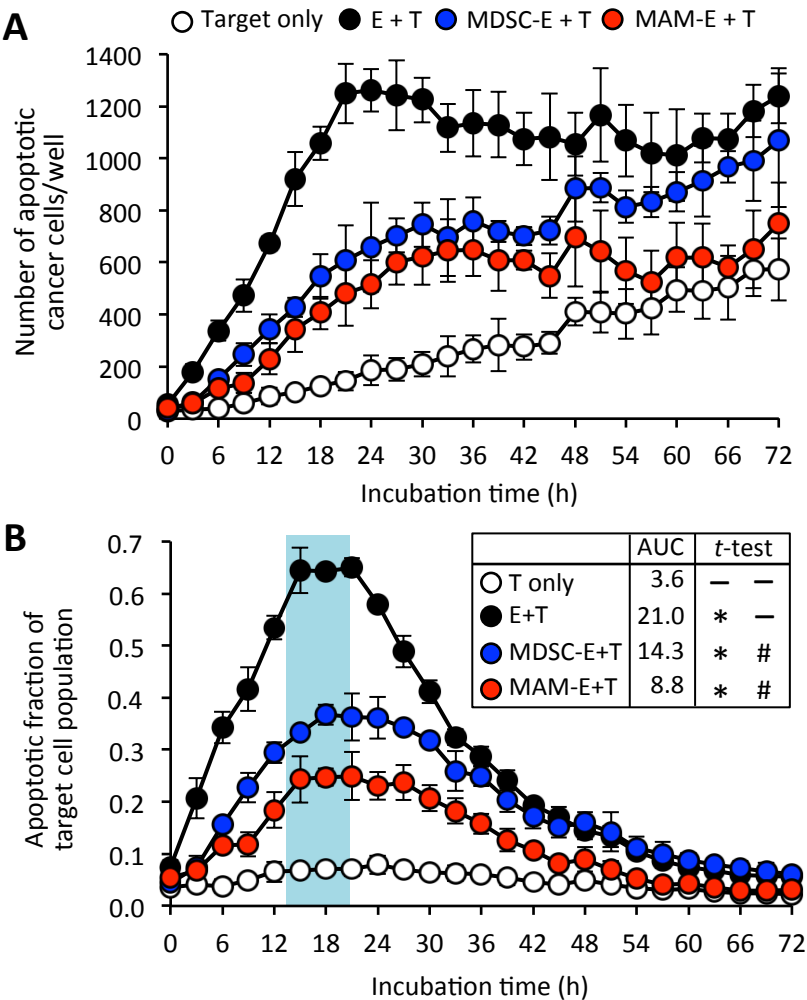 A
Target only E + T MDSC-E + T MAM-E + T
Number of apoptotic
cancer cells/well
1400
1200
1000
800
600
400
200
0
0 6 12 18 24 30 36 42 48 54 60 66 72
Incubation time (h)
B
Apoptotic fraction of
target cell population
0.7
0.6
0.5
0.4
0.3
0.2
0.1
0.0
AUC t-test
T only 3.6 – –
E+T 21.0 * –
MDSC-E+T 14.3 * #
MAM-E+T 8.8 * #
0 6 12 18 24 30 36 42 48 54 60 66 72
Incubation time (h)